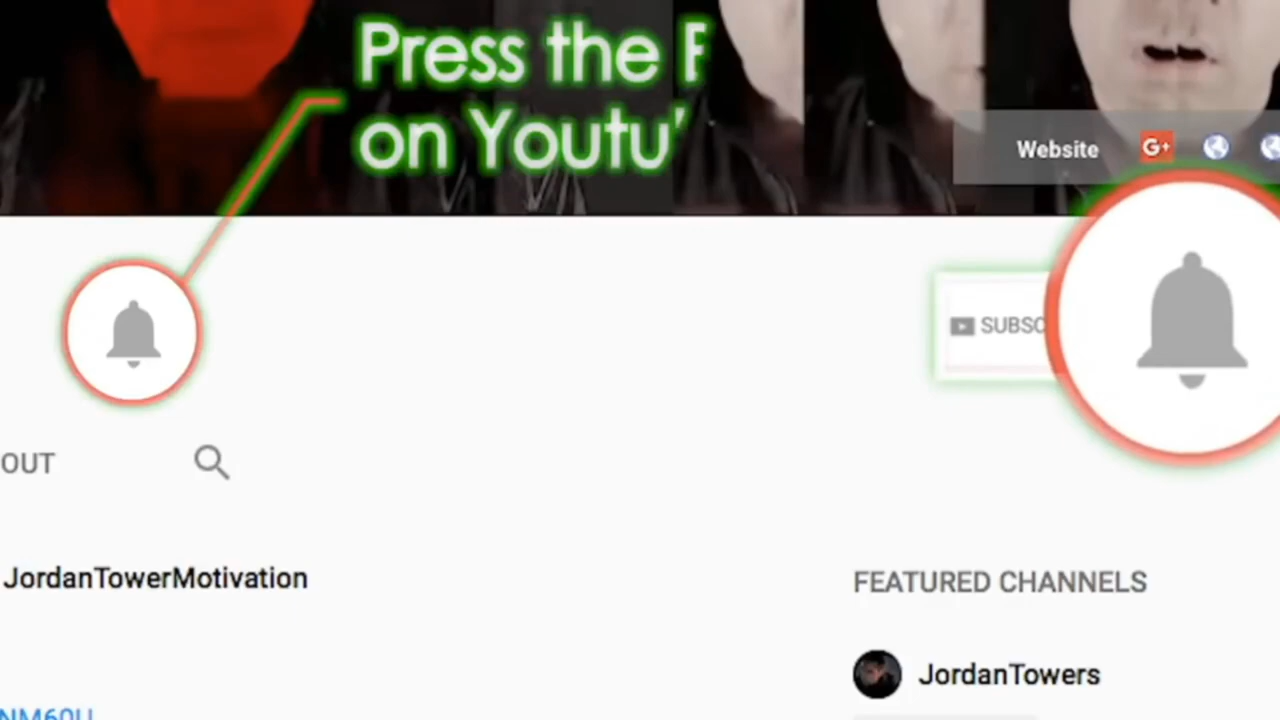 Press the
on Youtu
Website
G+
SUBSC
OUT
JordanTowerMotivation
FEATURED CHANNELS
JordanTowers